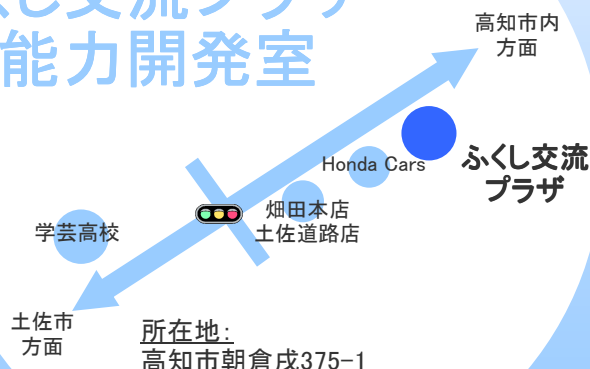 くし交流プラザ
能力開発室
高知市内
方面
Honda Cars
ふくし交流
プラザ
畑田本店
土佐道路店
学芸高校
土佐市
方面
所在地:
高知市朝倉戌375-1